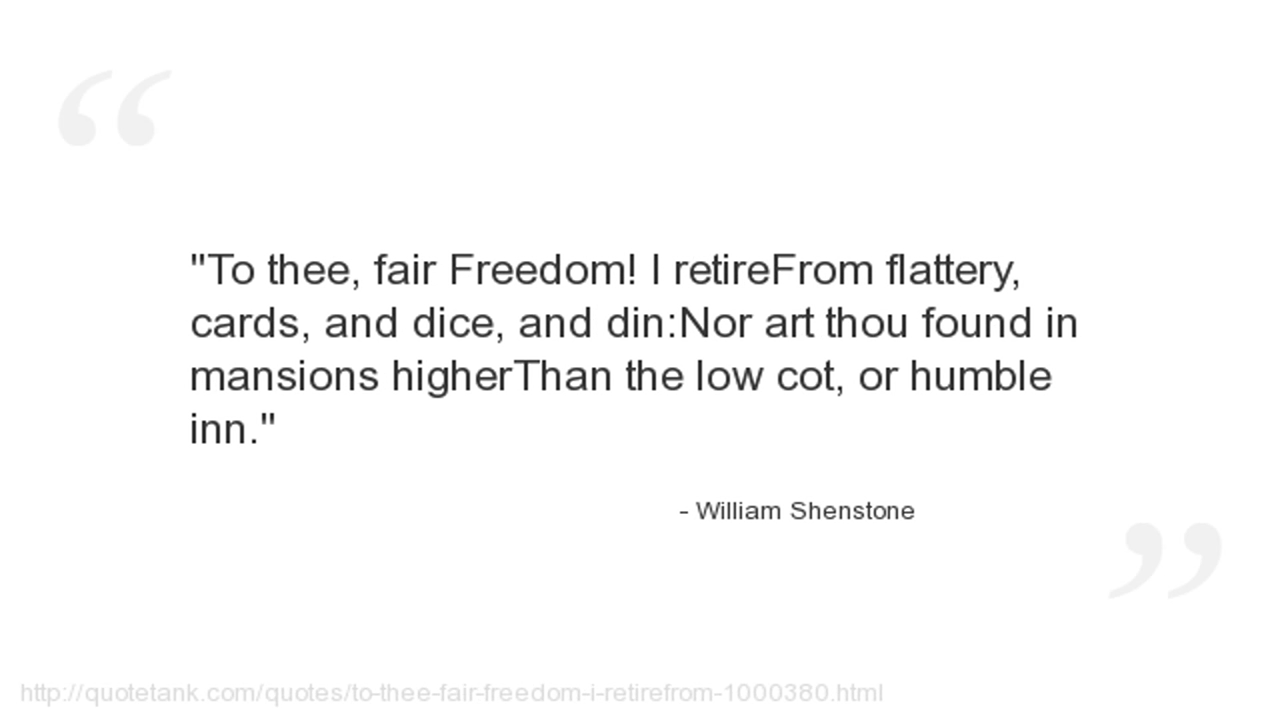 "To thee, fair Freedom! I retireFrom flattery,
cards, and dice, and din:Nor art thou found in
mansions higherThan the low cot, or humble
inn."
- William Shenstone
http://quotetank.com/quotes/to-thee-fair-freedom-i-retirefrom-1000380.html